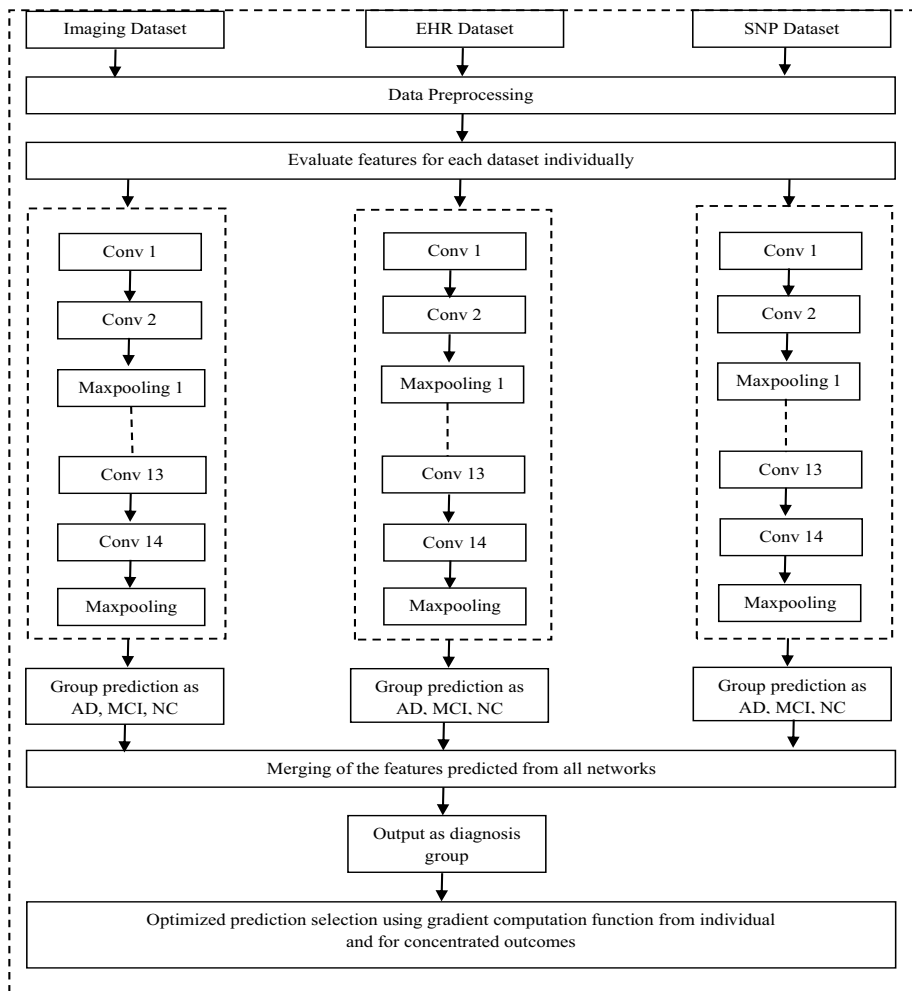 Imaging Dataset
EHR Dataset
SNP Dataset
Data Preprocessing
Evaluate features for each dataset individually
Conv 1
Conv 2
Maxpooling 1
Conv 13
Conv 14
Maxpooling
Conv 1
Conv 2
Maxpooling 1
Conv 13
Conv 14
Maxpooling
Conv 1
Conv 2
Maxpooling 1
Conv 13
Conv 14
Maxpooling
Group prediction as
AD, MCI, NC
Group prediction as
AD, MCI, NC
Group prediction as
AD, MCI, NC
Merging of the features predicted from all networks
Output as diagnosis
group
Optimized prediction selection using gradient computation function from individual
and for concentrated outcomes